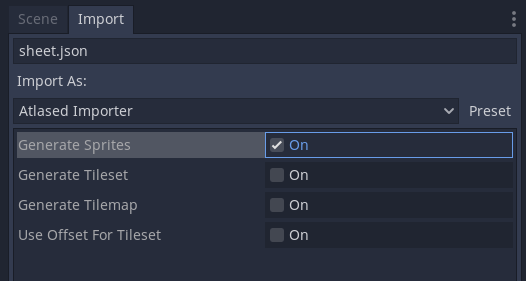 Scene Import
sheet.json
Import As:
Atlased Importer Preset
Generate Sprites On
Generate Tileset On
Generate Tilemap On
Use Offset For Tileset On